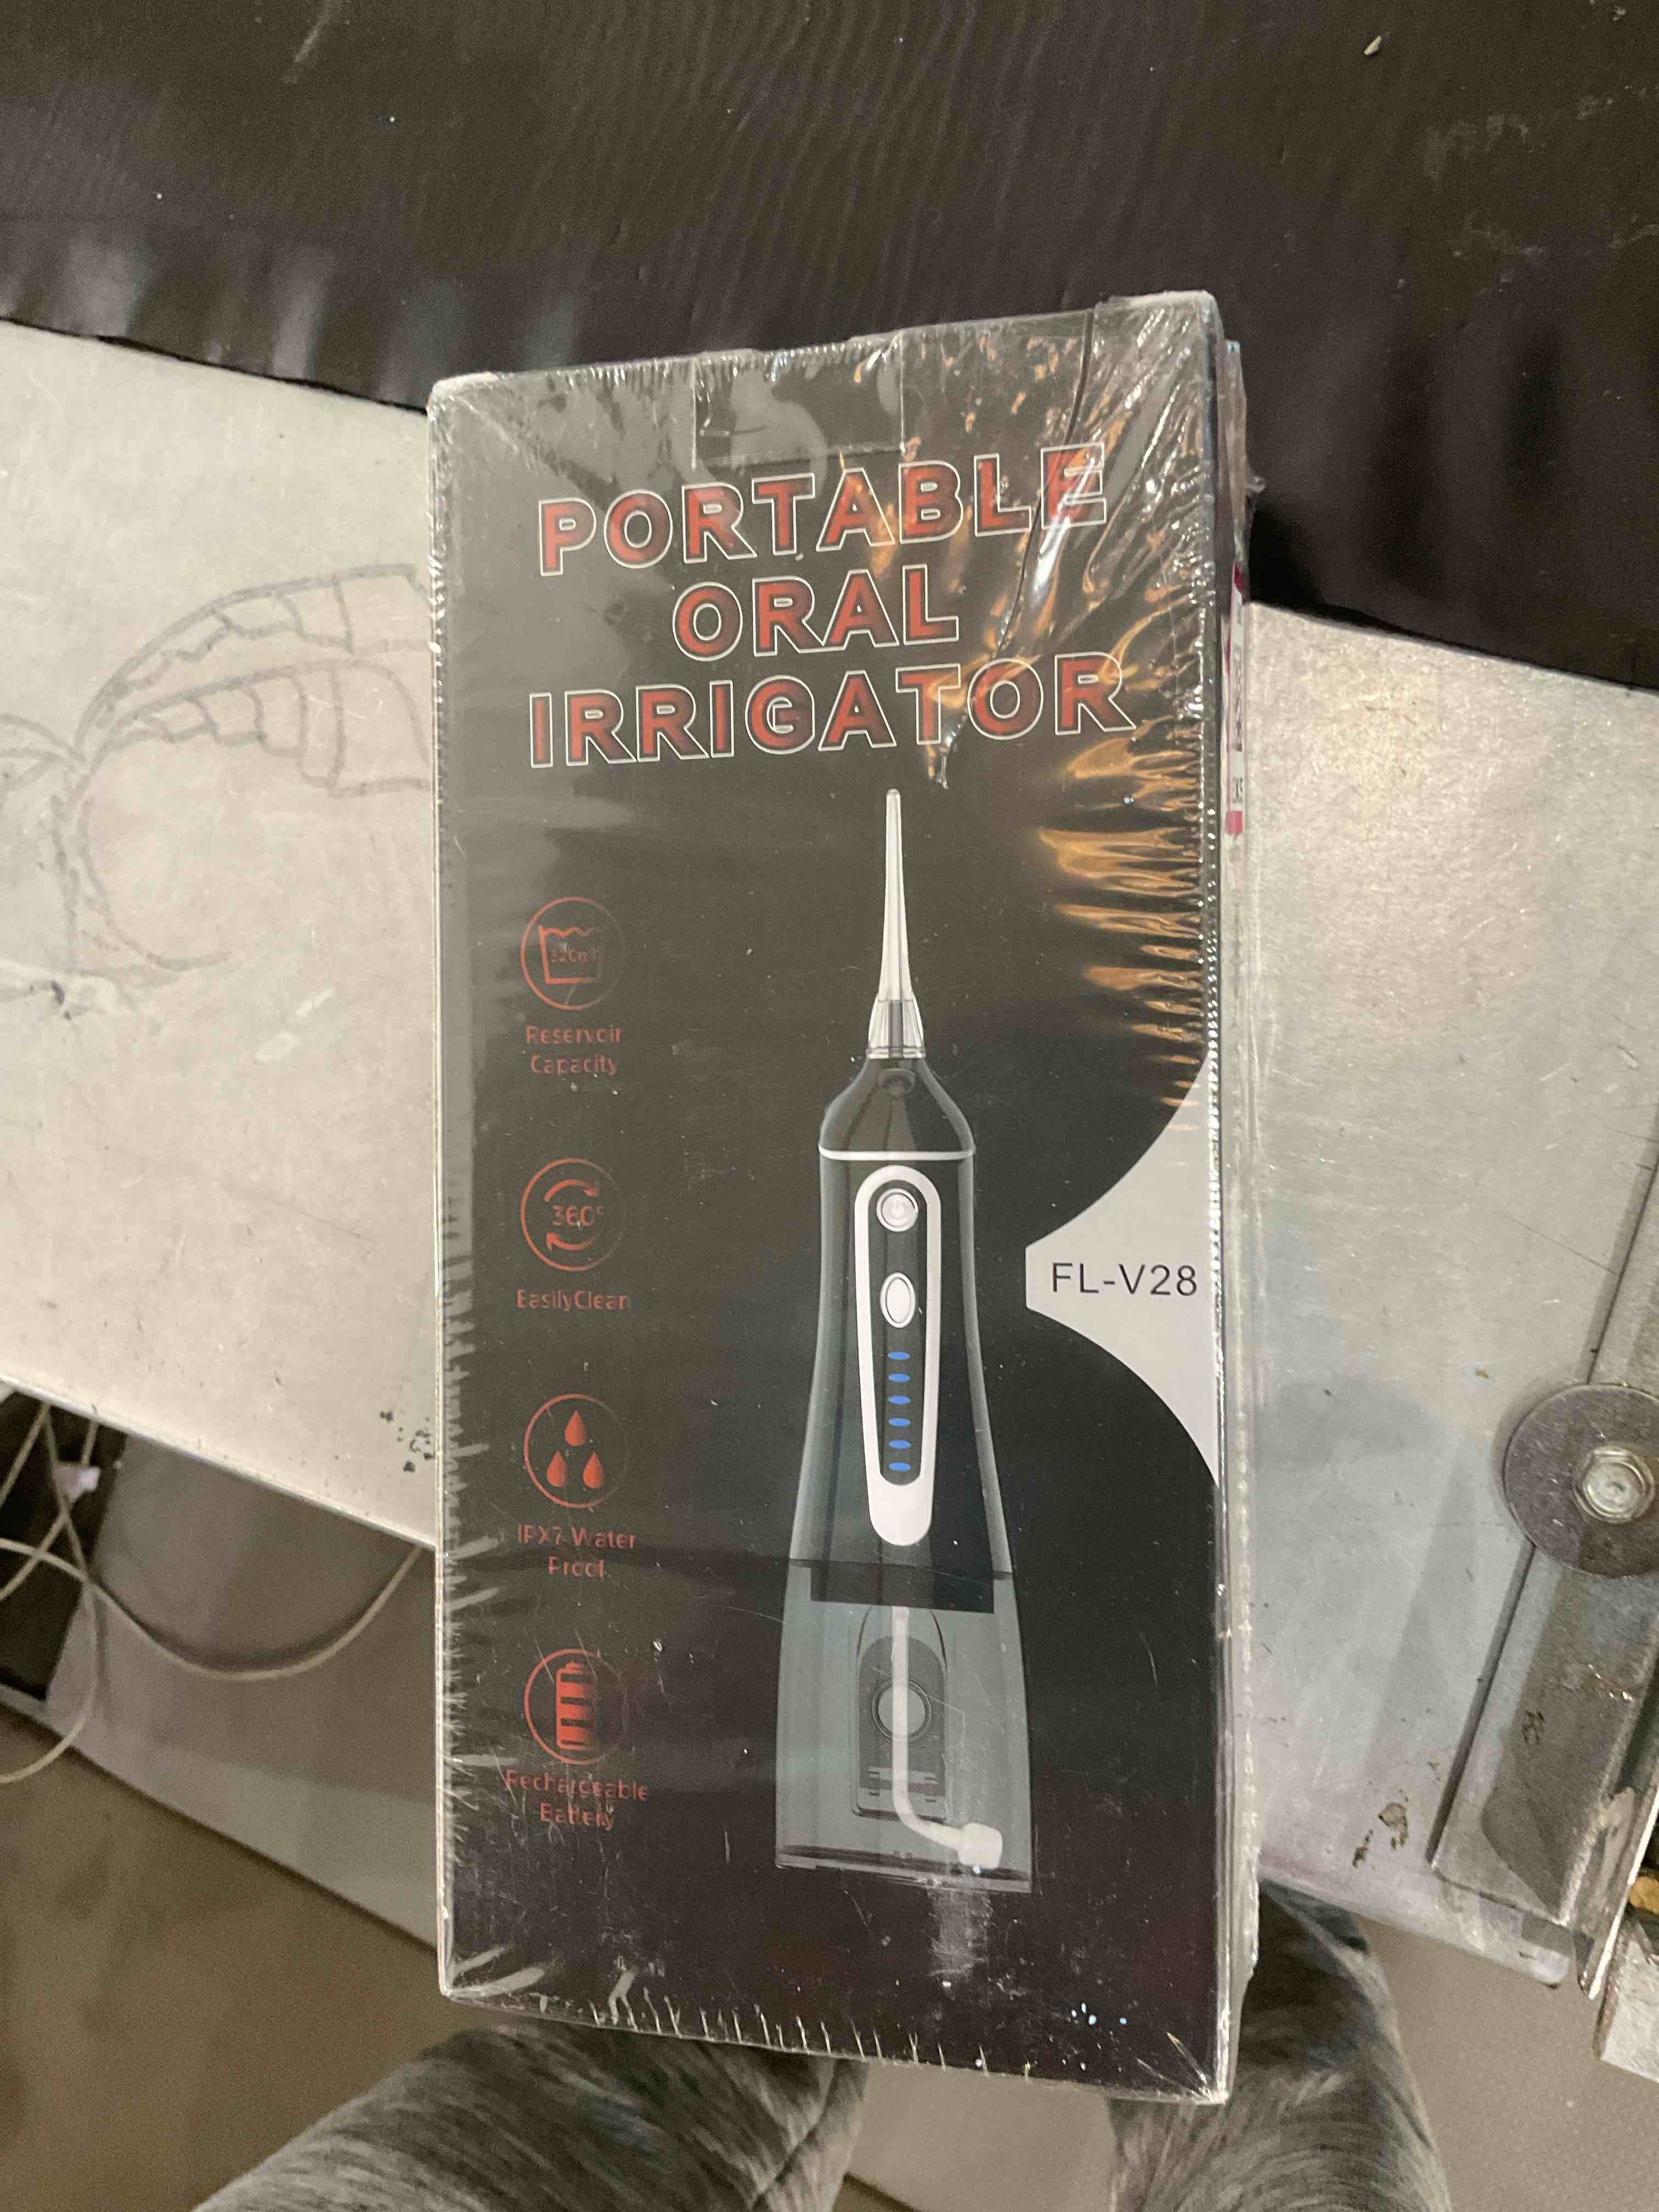 PORTABLE
ORAL
IRRIGATOR
Reservoir
Capacity
360°
EasilyClean
FL-V28
IPX7 Water
Proof
Rechargeable
Battery